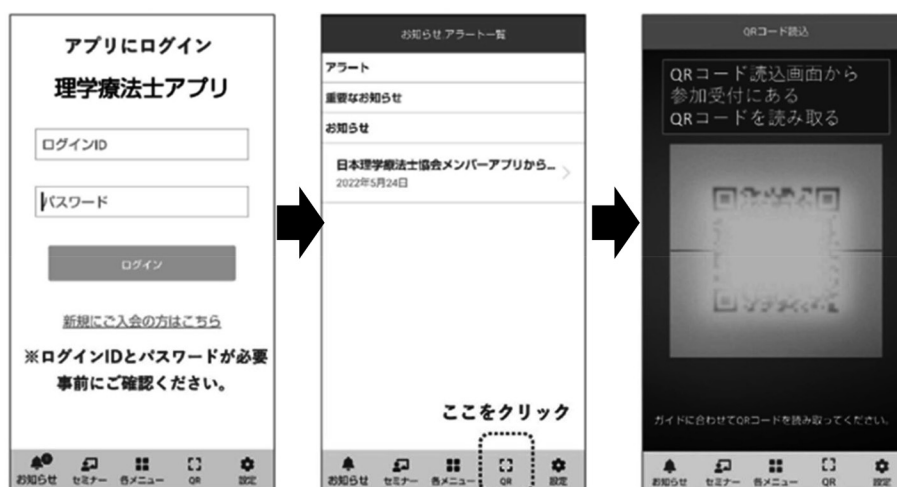 アプリにログイン
理学療法士アプリ
ログインID
パスワード
ログイン
新規にご入会の方はこちら
※ログインIDとパスワードが必要
事前にご確認ください。
お知らせ セミナー 各メニュー QR 設定
お知らせ アラート一覧
アラート
重要なお知らせ
お知らせ
日本理学療法士協会メンバーアプリから...
2022年5月24日
ここをクリック
お知らせ セミナー 各メニュー QR 設定
QRコード読込
QRコード読込画面から
参加受付にある
QRコードを読み取る
ガイドに合わせてQRコードを読み取ってください。
お知らせ セミナー 各メニュー QR 設定